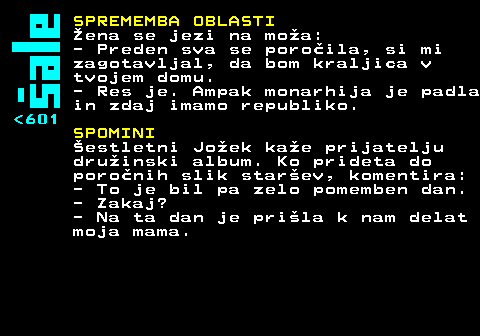 Šale
<601
SPREMEMBA OBLASTI
Žena se jezi na moža:
- Preden sva se poročila, si mi
zagotavljal, da bom kraljica v
tvojem domu.
- Res je. Ampak monarhija je padla
in zdaj imamo republiko.
SPOMINI
Šestletni Jožek kaže prijatelju
družinski album. Ko prideta do
poročnih slik staršev, komentira:
- To je bil pa zelo pomemben dan.
- Zakaj?
- Na ta dan je prišla k nam delat
moja mama.